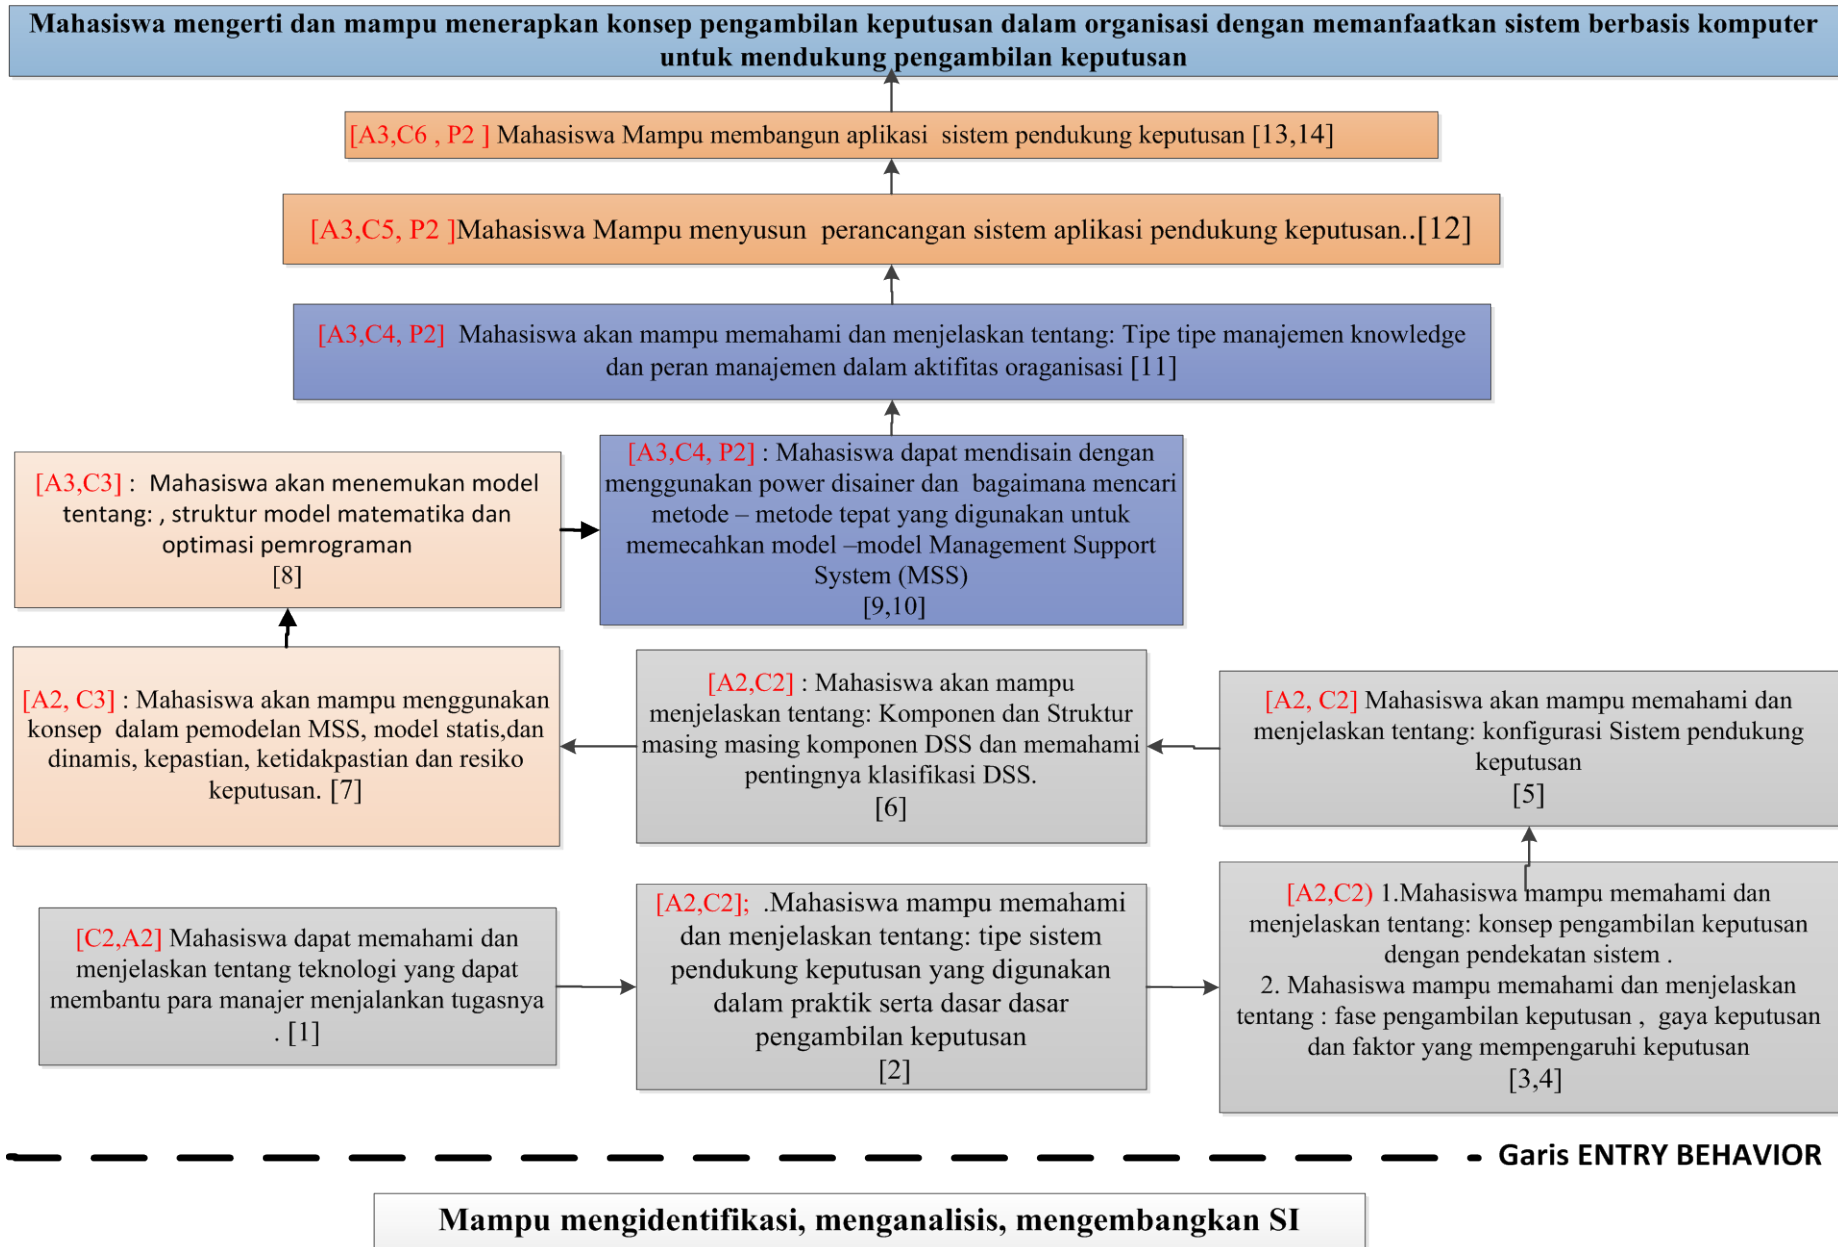 Mahasiswa mengerti dan mampu menerapkan konsep pengambilan keputusan dalam organisasi dengan memanfaatkan sistem berbasis komputer
untuk mendukung pengambilan keputusan
[A3,C6 , P2 ] Mahasiswa Mampu membangun aplikasi sistem pendukung keputusan [13,14]
[A3,C5, P2 ]Mahasiswa Mampu menyusun perancangan sistem aplikasi pendukung keputusan..[12]
[A3,C4, P2] Mahasiswa akan mampu memahami dan menjelaskan tentang: Tipe tipe manajemen knowledge
dan peran manajemen dalam aktifitas oraganisasi [11]
[A3,C3] : Mahasiswa akan menemukan model
tentang: , struktur model matematika dan
optimasi pemrograman
[8]
[A3,C4, P2] : Mahasiswa dapat mendisain dengan
menggunakan power disainer dan bagaimana mencari
metode – metode tepat yang digunakan untuk
memecahkan model –model Management Support
System (MSS)
[9,10]
[A2, C3] : Mahasiswa akan mampu menggunakan
konsep dalam pemodelan MSS, model statis,dan
dinamis, kepastian, ketidakpastian dan resiko
keputusan. [7]
[A2,C2] : Mahasiswa akan mampu
menjelaskan tentang: Komponen dan Struktur
masing masing komponen DSS dan memahami
pentingnya klasifikasi DSS.
[6]
[A2, C2] Mahasiswa akan mampu memahami dan
menjelaskan tentang: konfigurasi Sistem pendukung
keputusan
[5]
[C2,A2] Mahasiswa dapat memahami dan
menjelaskan tentang teknologi yang dapat
membantu para manajer menjalankan tugasnya
. [1]
[A2,C2]; .Mahasiswa mampu memahami
dan menjelaskan tentang: tipe sistem
pendukung keputusan yang digunakan
dalam praktik serta dasar dasar
pengambilan keputusan
[2]
[A2,C2) 1.Mahasiswa mampu memahami dan
menjelaskan tentang: konsep pengambilan keputusan
dengan pendekatan sistem .
2. Mahasiswa mampu memahami dan menjelaskan
tentang : fase pengambilan keputusan , gaya keputusan
dan faktor yang mempengaruhi keputusan
[3,4]
Garis ENTRY BEHAVIOR
Mampu mengidentifikasi, menganalisis, mengembangkan SI